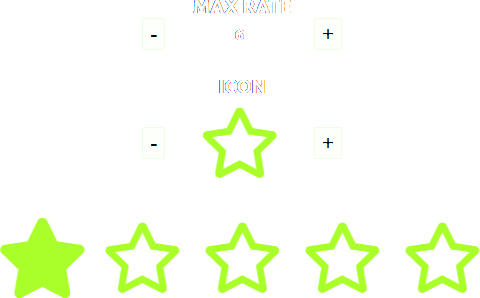 MAX RATE
- 6 +
ICON
- +